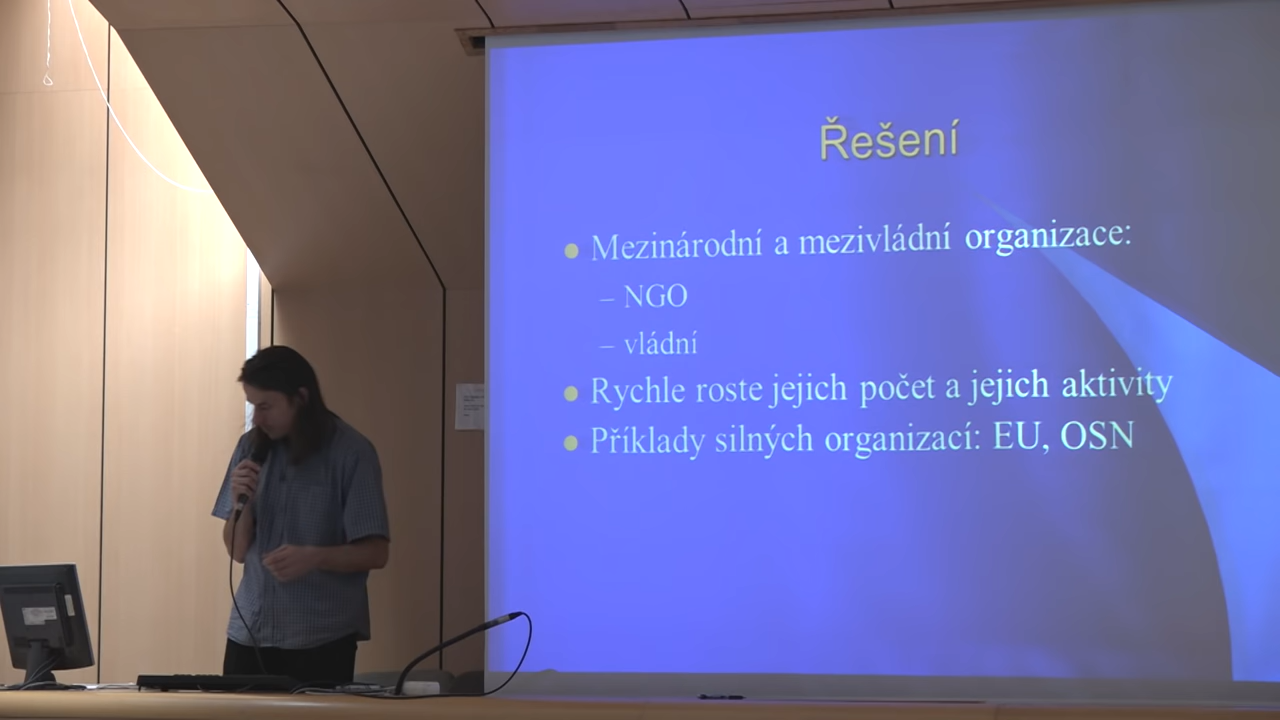 Řešení
Mezinárodní a mezivládní organizace:
– NGO
– vládní
Rychle roste jejich počet a jejich aktivity
Příklady silných organizací: EU, OSN